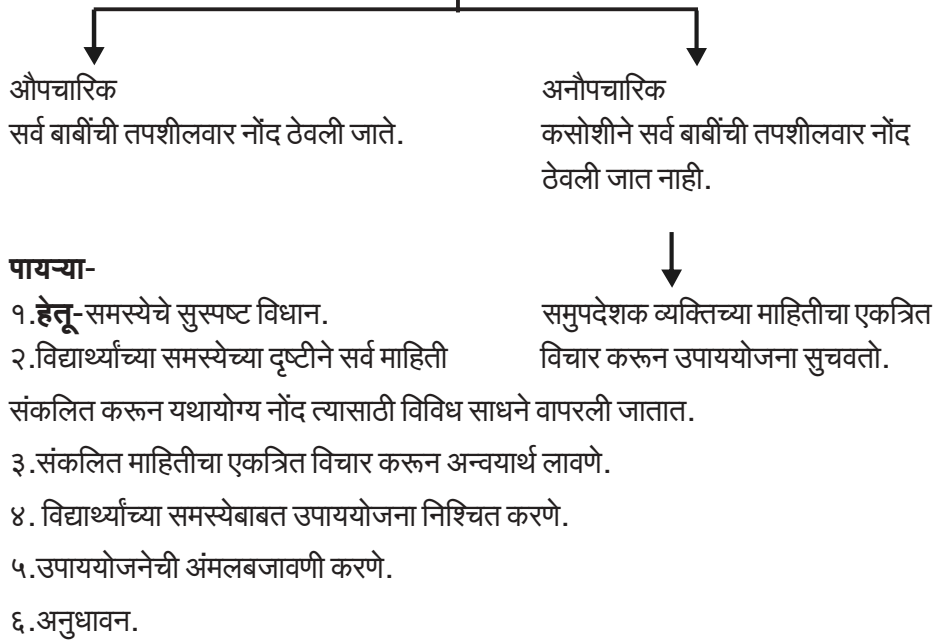 औपचारिक
सर्व बाबींची तपशीलवार नोंद ठेवली जाते.
अनौपचारिक
कसोशीने सर्व बाबींची तपशीलवार नोंद
ठेवली जात नाही.
समुपदेशक व्यक्तिच्या माहितीचा एकत्रित
विचार करून उपाययोजना सुचवतो.
पायऱ्या-
१.हेतू-समस्येचे सुस्पष्ट विधान.
२.विद्यार्थ्यांच्या समस्येच्या दृष्टीने सर्व माहिती
संकलित करून यथायोग्य नोंद त्यासाठी विविध साधने वापरली जातात.
३.संकलित माहितीचा एकत्रित विचार करून अन्वयार्थ लावणे.
४. विद्यार्थ्यांच्या समस्येबाबत उपाययोजना निश्चित करणे.
५.उपाययोजनेची अंमलबजावणी करणे.
६.अनुधावन.